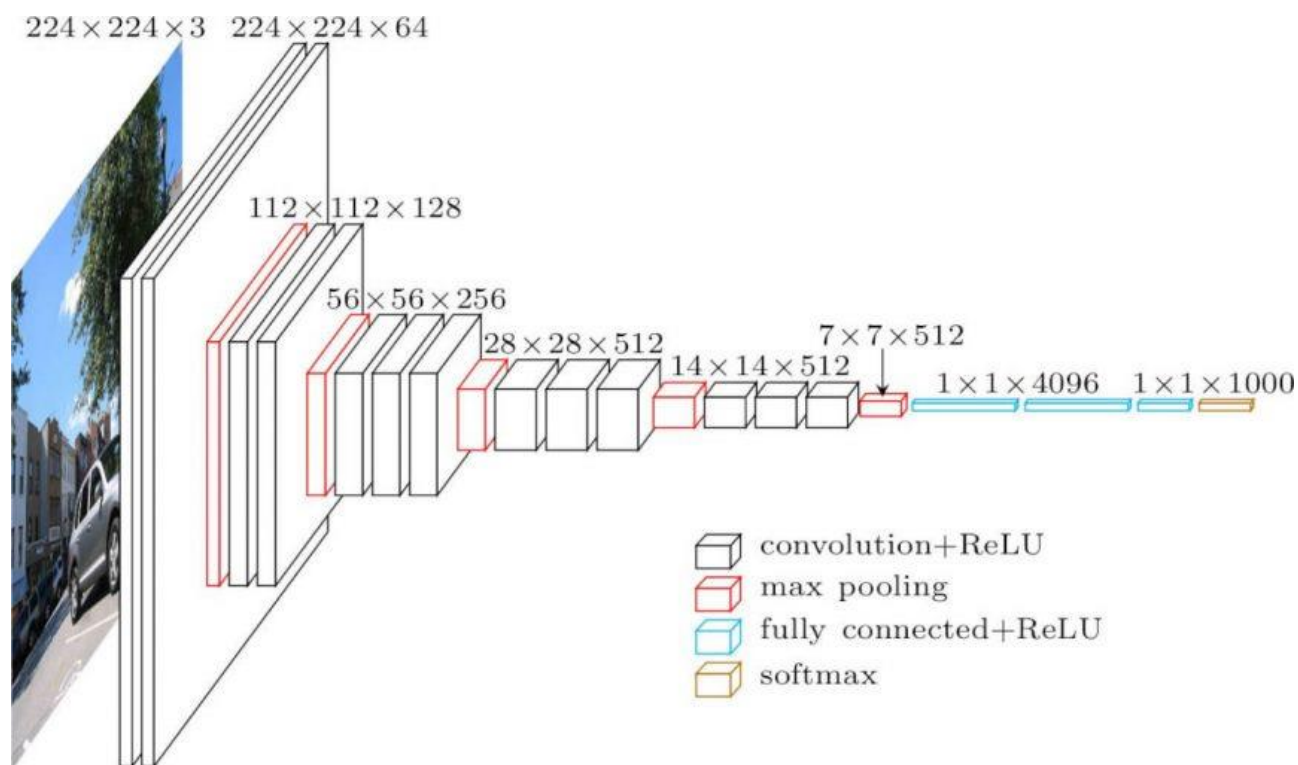 224×224×3
224×224×64
112×112×128
56×56×256
28×28×512
14×14×512
7×7×512
1×1×4096
1×1×1000
convolution+ReLU
max pooling
fully connected+ReLU
softmax